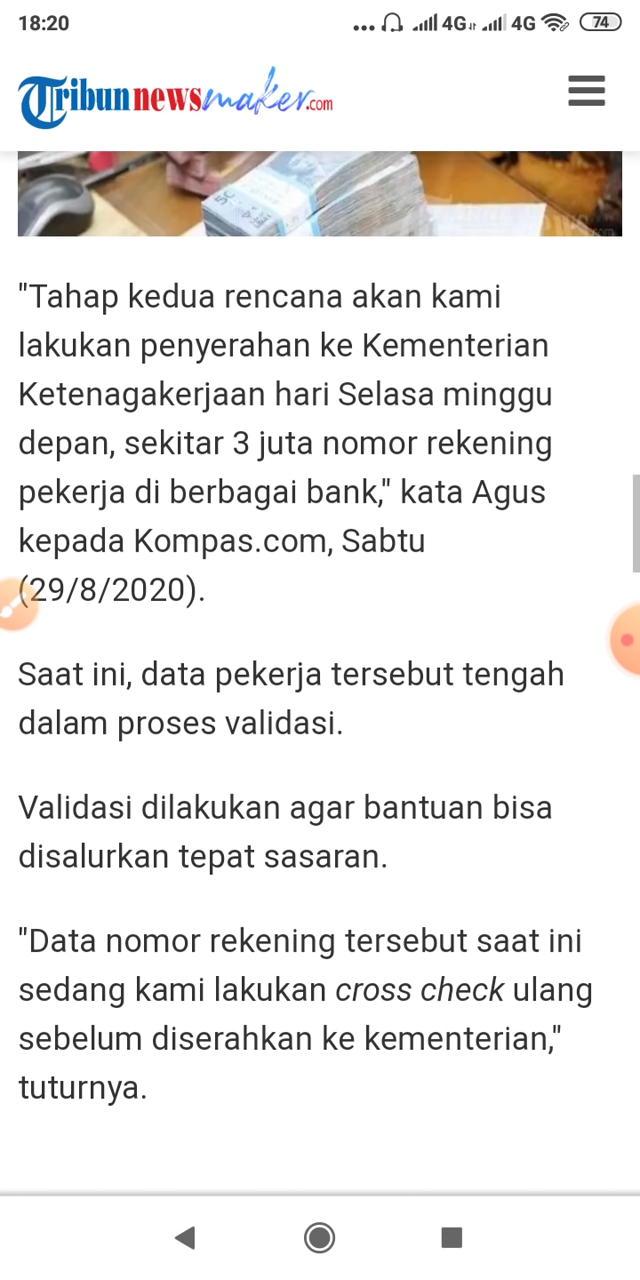 18:20 ... 4G 4G 74
Tribunnewsmaker.com
"Tahap kedua rencana akan kami
lakukan penyerahan ke Kementerian
Ketenagakerjaan hari Selasa minggu
depan, sekitar 3 juta nomor rekening
pekerja di berbagai bank," kata Agus
kepada Kompas.com, Sabtu
(29/8/2020).
Saat ini, data pekerja tersebut tengah
dalam proses validasi.
Validasi dilakukan agar bantuan bisa
disalurkan tepat sasaran.
"Data nomor rekening tersebut saat ini
sedang kami lakukan cross check ulang
sebelum diserahkan ke kementerian,"
tuturnya.